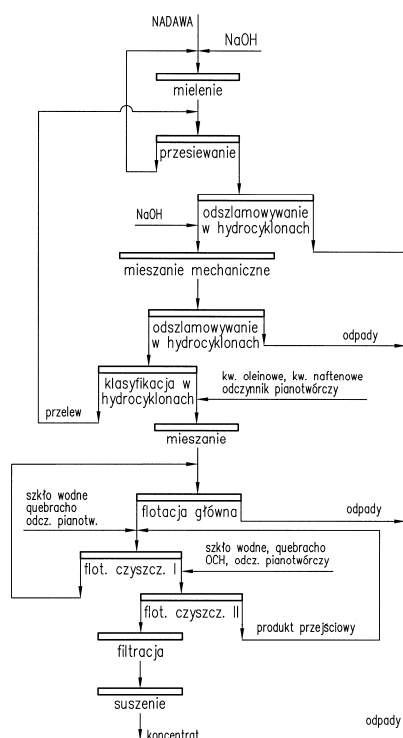 NADAWA
NaOH
mielenie
przesiewanie
NaOH
odszlamowywanie
w hydrocyklonach
mieszanie mechaniczne
odszlamowywanie
w hydrocyklonach
odpady
klasyfikacja w
hydrocyklonach
kw. oleinowe, kw. naftenowe
odczynnik pianotwórczy
przelew
mieszanie
szkło wodne
quebracho
odcz. pianotw.
flotacja główna
odpady
flot. czyszcz. I
szkło wodne, quebracho
OCH, odcz. pianotwórczy
flot. czyszcz. II
produkt przejściowy
filtracja
suszenie
odpady
koncentrat